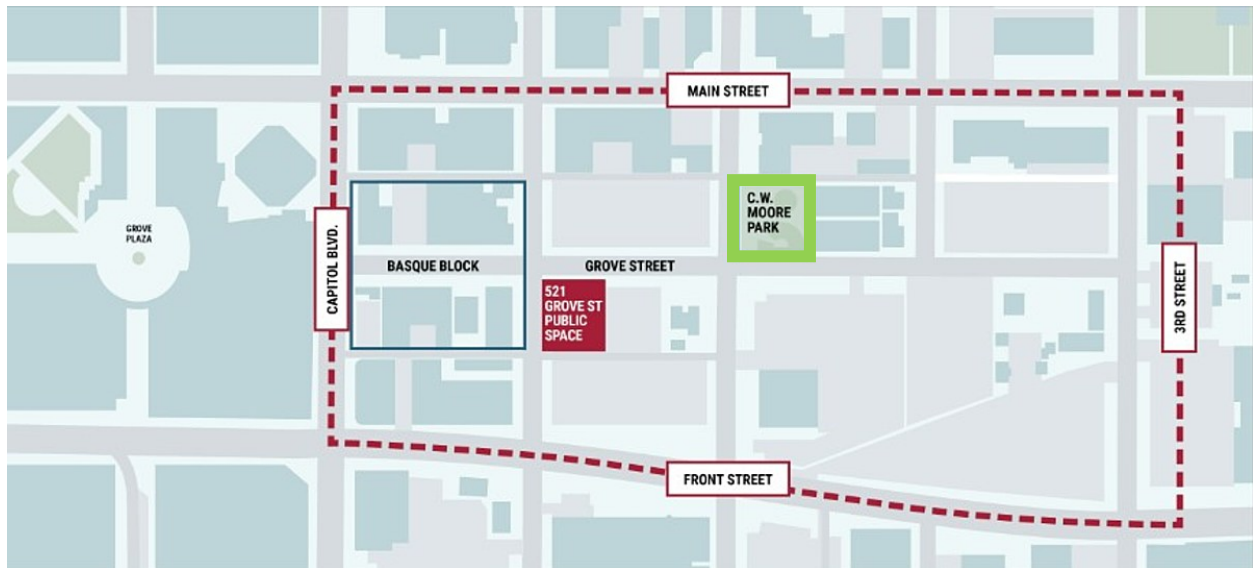 MAIN STREET
C.W.
MOORE
PARK
GROVE
PLAZA
CAPITOL BLVD.
BASQUE BLOCK
GROVE STREET
521
GROVE ST
PUBLIC
SPACE
3RD STREET
FRONT STREET